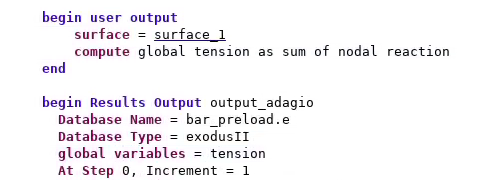 begin user output
surface = surface_1
compute global tension as sum of nodal reaction
end
begin Results Output output_adagio
Database Name = bar_preload.e
Database Type = exodusII
global variables = tension
At Step 0, Increment = 1